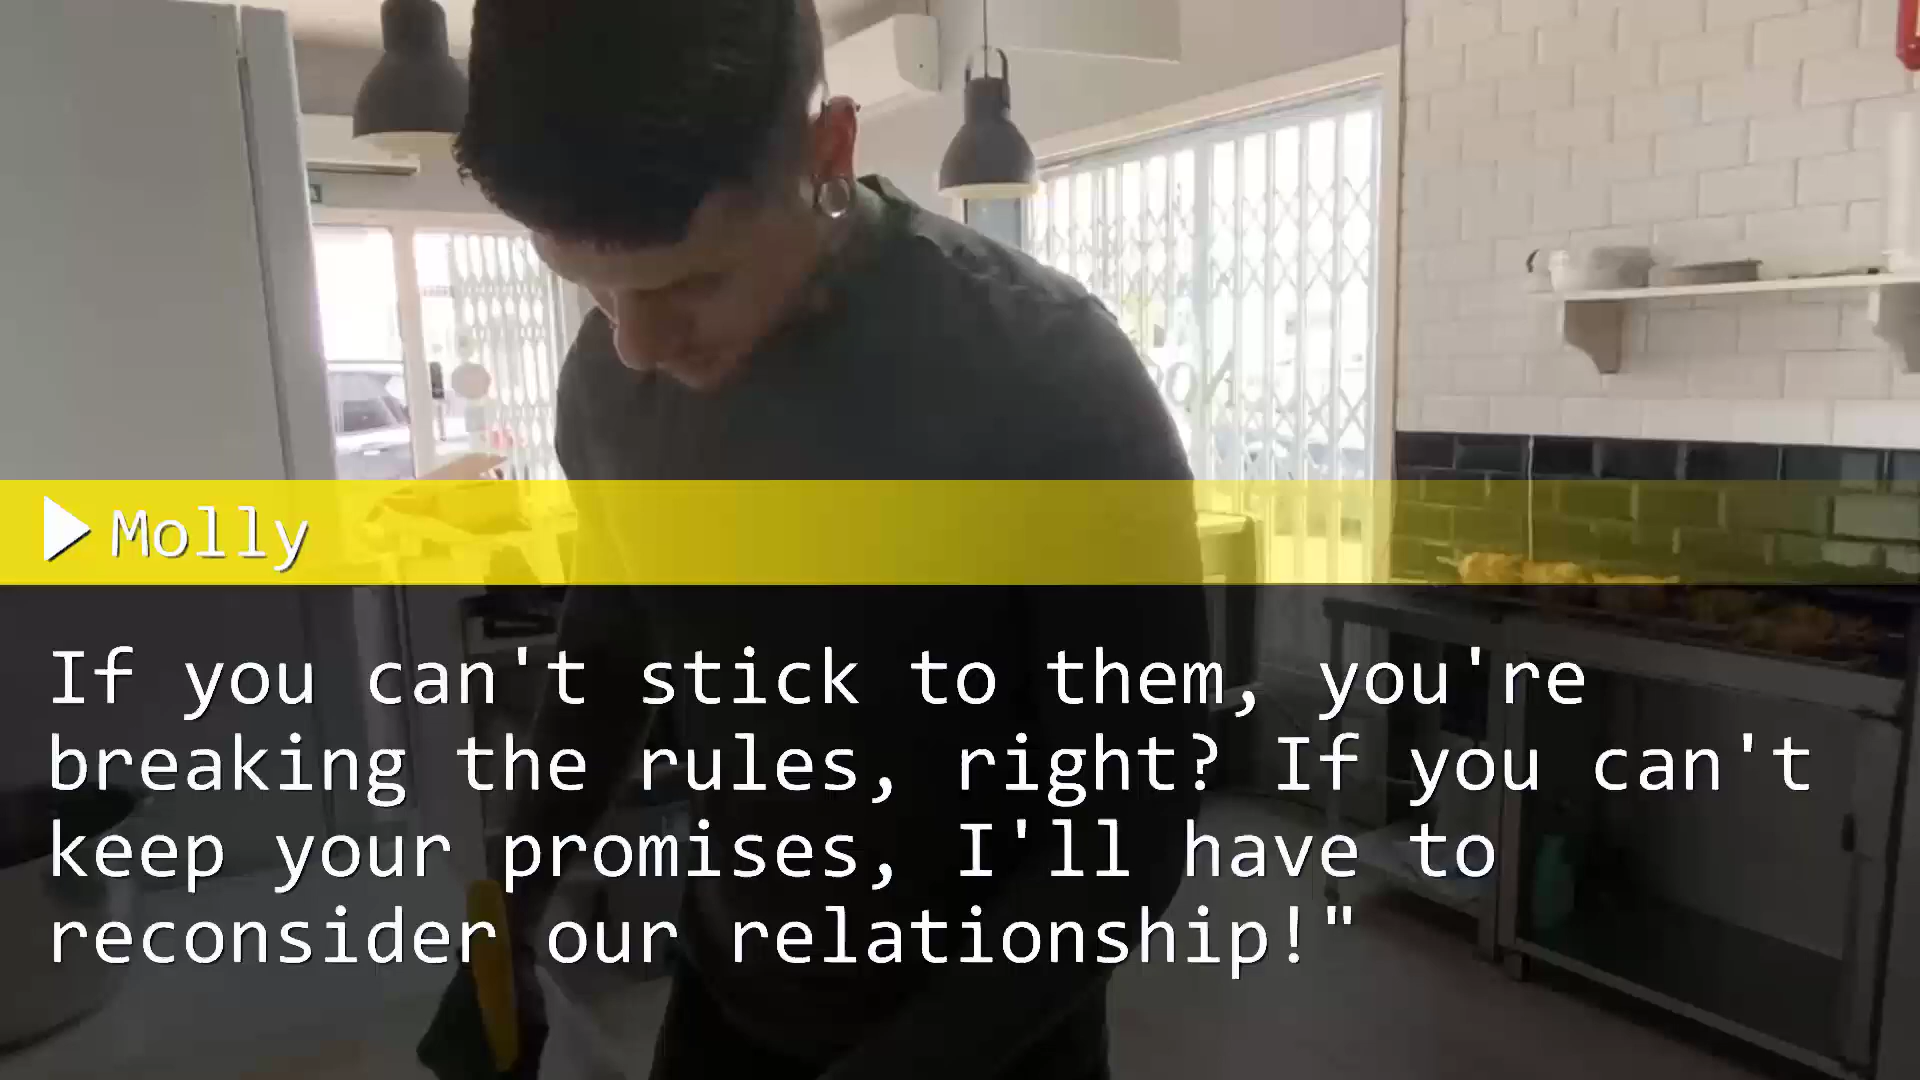 Molly
If you can't stick to them, you're
breaking the rules, right? If you can't
keep your promises, I'll have to
reconsider our relationship!"